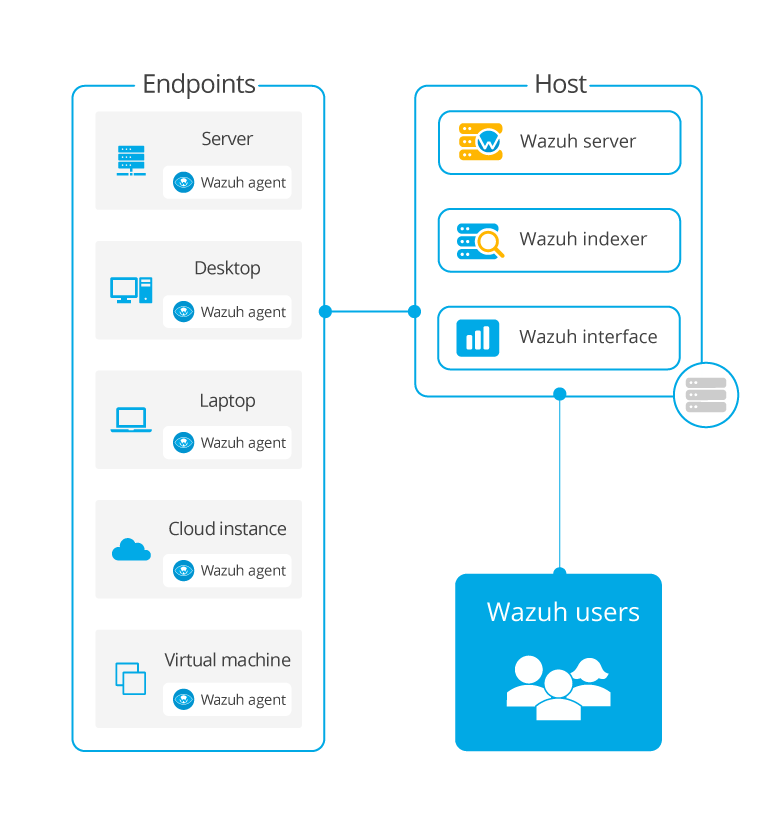 Endpoints
Server
Wazuh agent
Desktop
Wazuh agent
Laptop
Wazuh agent
Cloud instance
Wazuh agent
Virtual machine
Wazuh agent
Host
Wazuh server
Wazuh indexer
Wazuh interface
Wazuh users